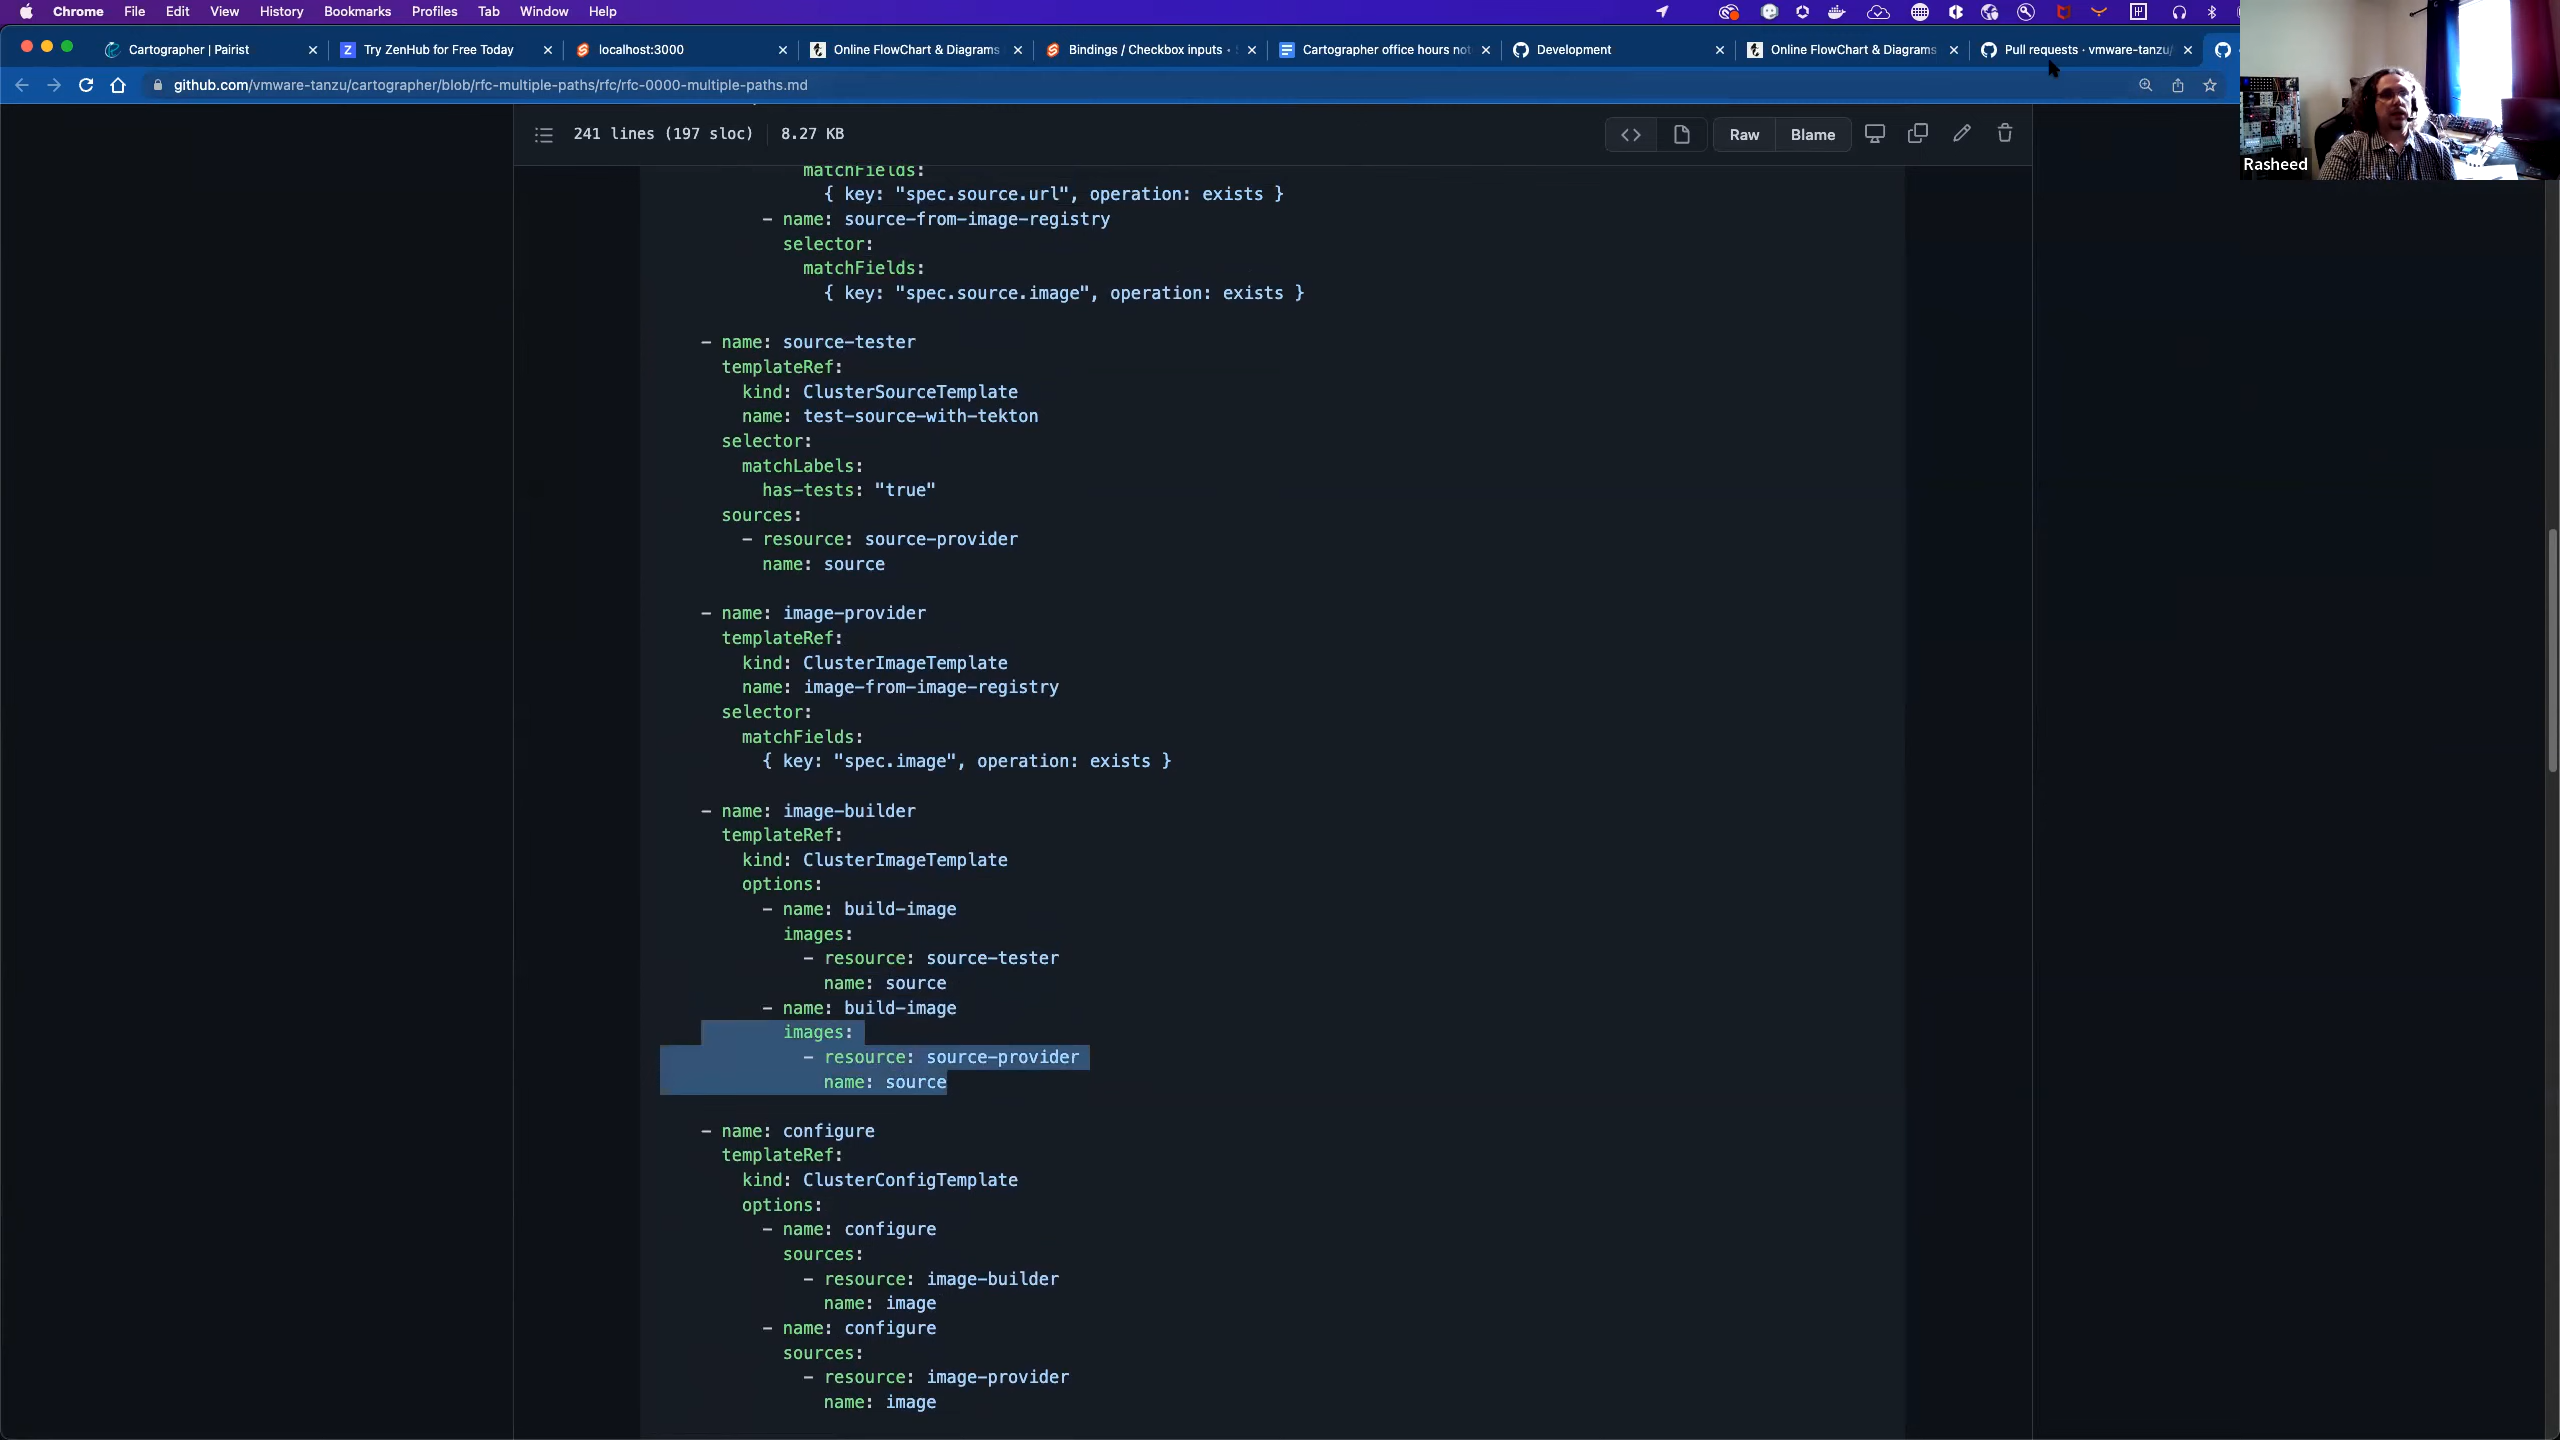 Chrome File Edit View History Bookmarks Profiles Tab Window Help
Cartographer | Pairist
Try ZenHub for Free Today
localhost:3000
Online FlowChart & Diagrams
Bindings / Checkbox inputs •
Cartographer office hours not
Development
Online FlowChart & Diagrams
Pull requests · vmware-tanzu/
github.com/vmware-tanzu/cartographer/blob/rfc-multiple-paths/rfc/rfc-0000-multiple-paths.md
241 lines (197 sloc) 8.27 KB
Raw Blame
Rasheed
matchFields:
{ key: "spec.source.url", operation: exists }
- name: source-from-image-registry
selector:
matchFields:
{ key: "spec.source.image", operation: exists }
- name: source-tester
templateRef:
kind: ClusterSourceTemplate
name: test-source-with-tekton
selector:
matchLabels:
has-tests: "true"
sources:
- resource: source-provider
name: source
- name: image-provider
templateRef:
kind: ClusterImageTemplate
name: image-from-image-registry
selector:
matchFields:
{ key: "spec.image", operation: exists }
- name: image-builder
templateRef:
kind: ClusterImageTemplate
options:
- name: build-image
images:
- resource: source-tester
name: source
- name: build-image
images:
- resource: source-provider
name: source
- name: configure
templateRef:
kind: ClusterConfigTemplate
options:
- name: configure
sources:
- resource: image-builder
name: image
- name: configure
sources:
- resource: image-provider
name: image